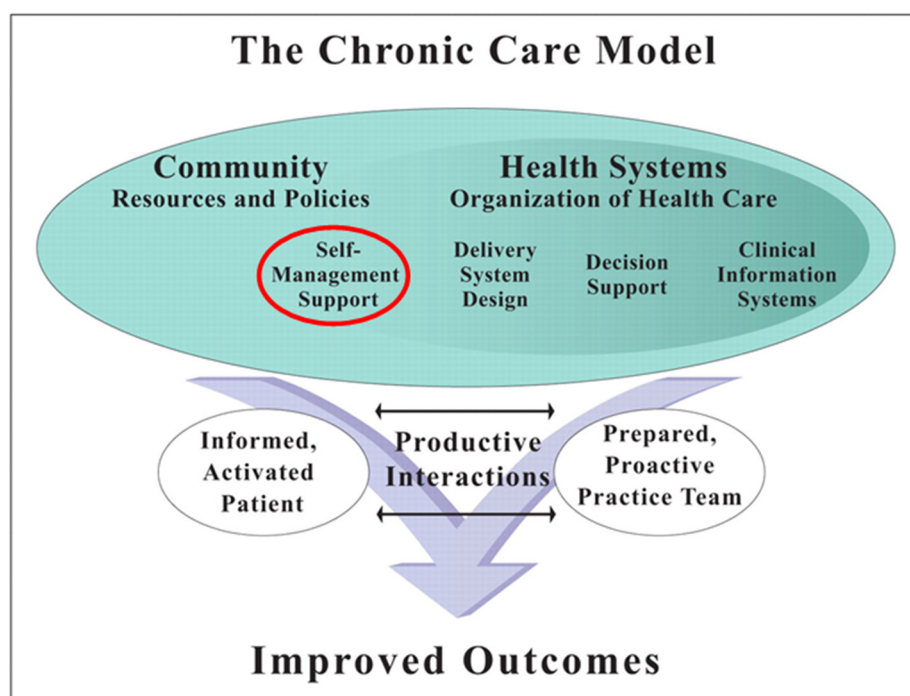 The Chronic Care Model
Community
Resources and Policies
Health Systems
Organization of Health Care
Self-
Management
Support
Delivery
System
Design
Decision
Support
Clinical
Information
Systems
Informed,
Activated
Patient
Productive
Interactions
Prepared,
Proactive
Practice Team
Improved Outcomes